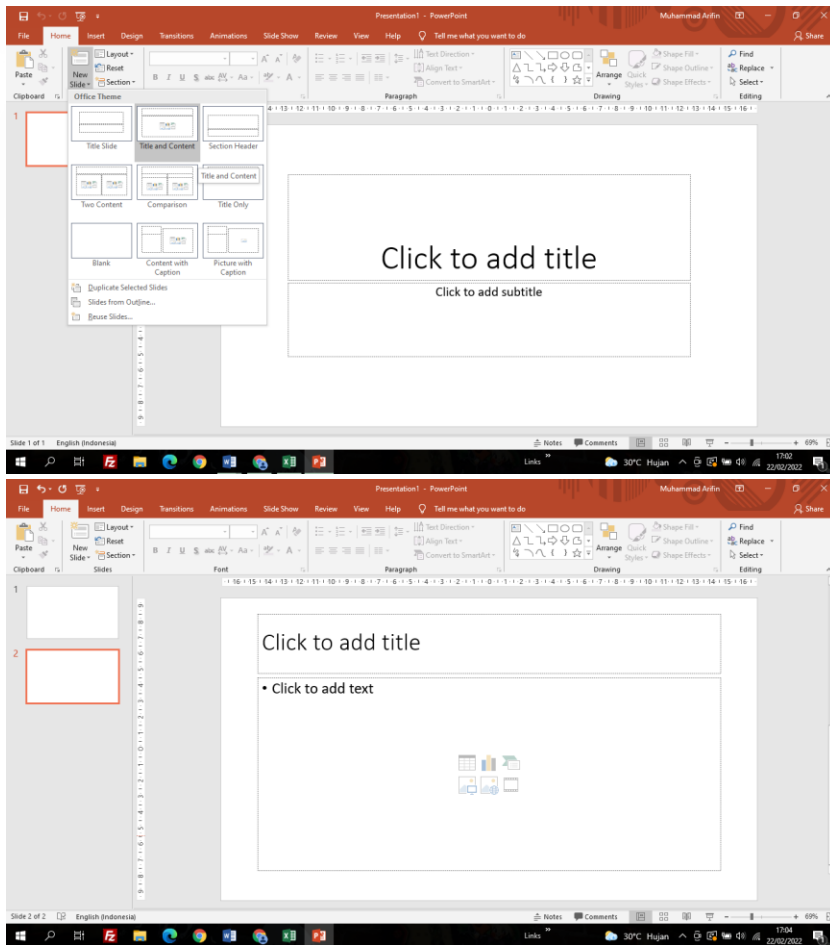 Presentation1 - PowerPoint
Muhammad Arifin
File Home Insert Design Transitions Animations Slide Show Review View Help Tell me what you want to do
Share
Paste
New Slide
Layout
Reset
Section
B I U S abc AV Aa A
Text Direction
Align Text
Convert to SmartArt
Arrange
Quick Styles
Shape Fill
Shape Outline
Shape Effects
Find
Replace
Select
Clipboard
Paragraph
Drawing
Editing
Office Theme
Title Slide
Title and Content
Section Header
Two Content
Comparison
Title Only
Title and Content
Blank
Content with Caption
Picture with Caption
Duplicate Selected Slides
Slides from Outline...
Reuse Slides...
1
Click to add title
Click to add subtitle
Slide 1 of 1 English (Indonesia)
Notes Comments
69%
Links
30°C Hujan
17:02
22/02/2022
Presentation1 - PowerPoint
Muhammad Arifin
File Home Insert Design Transitions Animations Slide Show Review View Help Tell me what you want to do
Share
Paste
New Slide
Layout
Reset
Section
B I U S abc AV Aa A
Text Direction
Align Text
Convert to SmartArt
Arrange
Quick Styles
Shape Fill
Shape Outline
Shape Effects
Find
Replace
Select
Clipboard
Slides
Font
Paragraph
Drawing
Editing
1
2
Click to add title
• Click to add text
Slide 2 of 2 English (Indonesia)
Notes Comments
69%
Links
30°C Hujan
17:04
22/02/2022